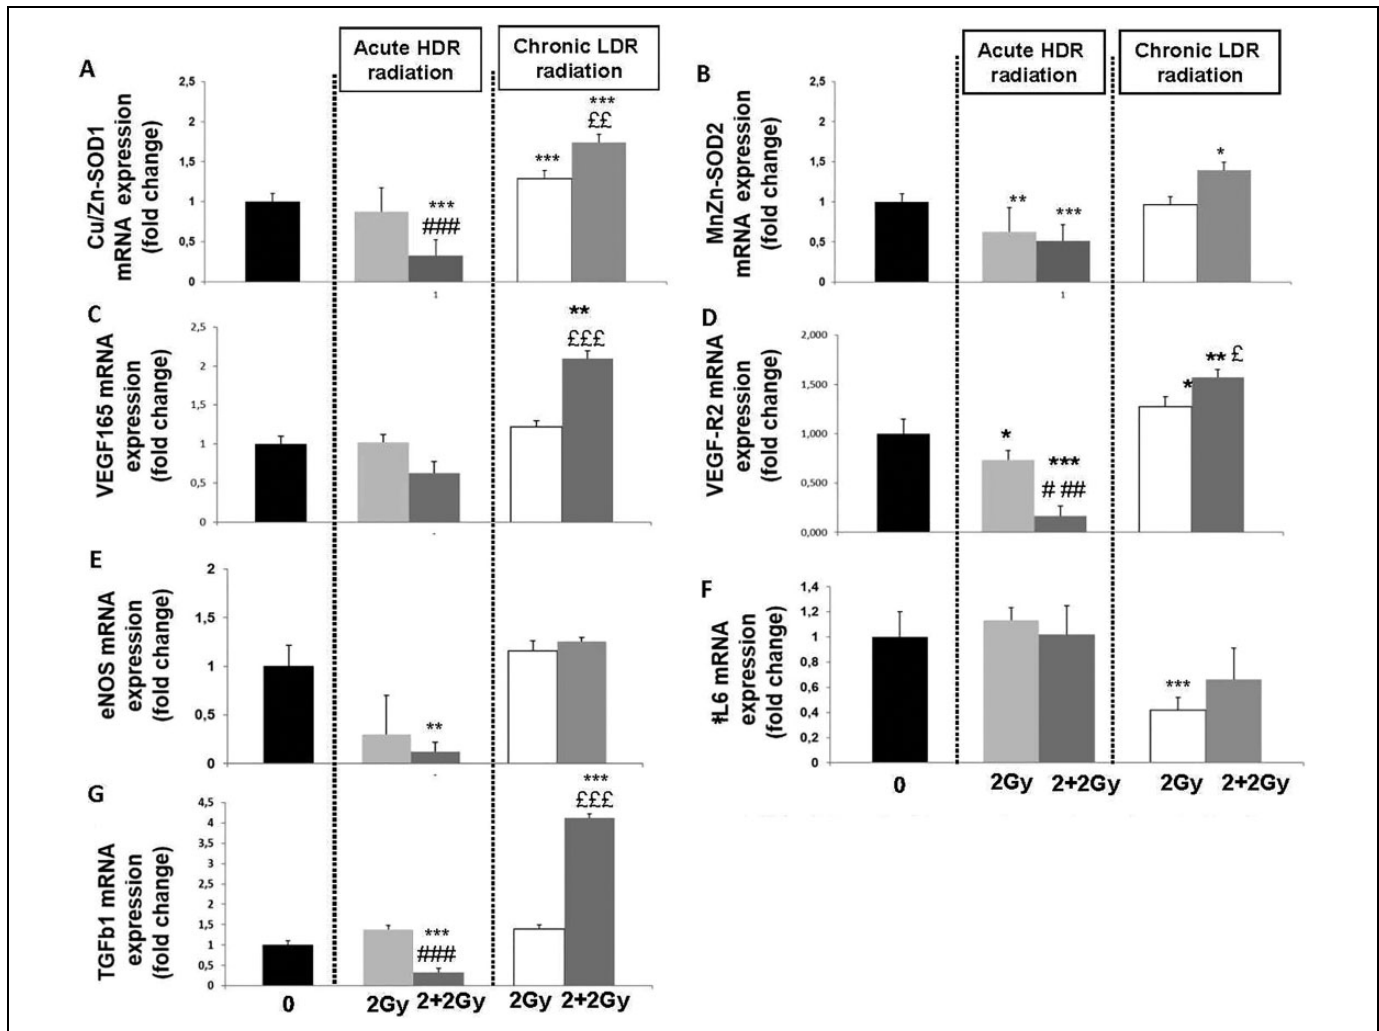 Acute HDR radiation
Chronic LDR radiation
A
Cu/Zn-SOD1
mRNA expression
(fold change)
2,5
2
1,5
1
0,5
0
***
###
***
***
££
1
Acute HDR radiation
Chronic LDR radiation
B
MnZn-SOD2
mRNA expression
(fold change)
2,5
2
1,5
1
0,5
0
**
***
*
1
C
VEGF165 mRNA
expression
(fold change)
2,5
2
1,5
1
0,5
0
**
£££
D
VEGF-R2 mRNA
expression
(fold change)
2,000
1,500
1,000
0,500
0,000
*
***
# ##
*
** £
E
eNOS mRNA
expression
(fold change)
2
1,5
1
0,5
0
**
F
L6 mRNA
expression
(fold change)
1,4
1,2
1
0,8
0,6
0,4
0,2
0
***
0
2Gy
2+2Gy
2Gy
2+2Gy
G
TGFb1 mRNA
expression
(fold change)
4,5
4
3,5
3
2,5
2
1,5
1
0,5
0
***
###
***
£££
0
2Gy
2+2Gy
2Gy
2+2Gy